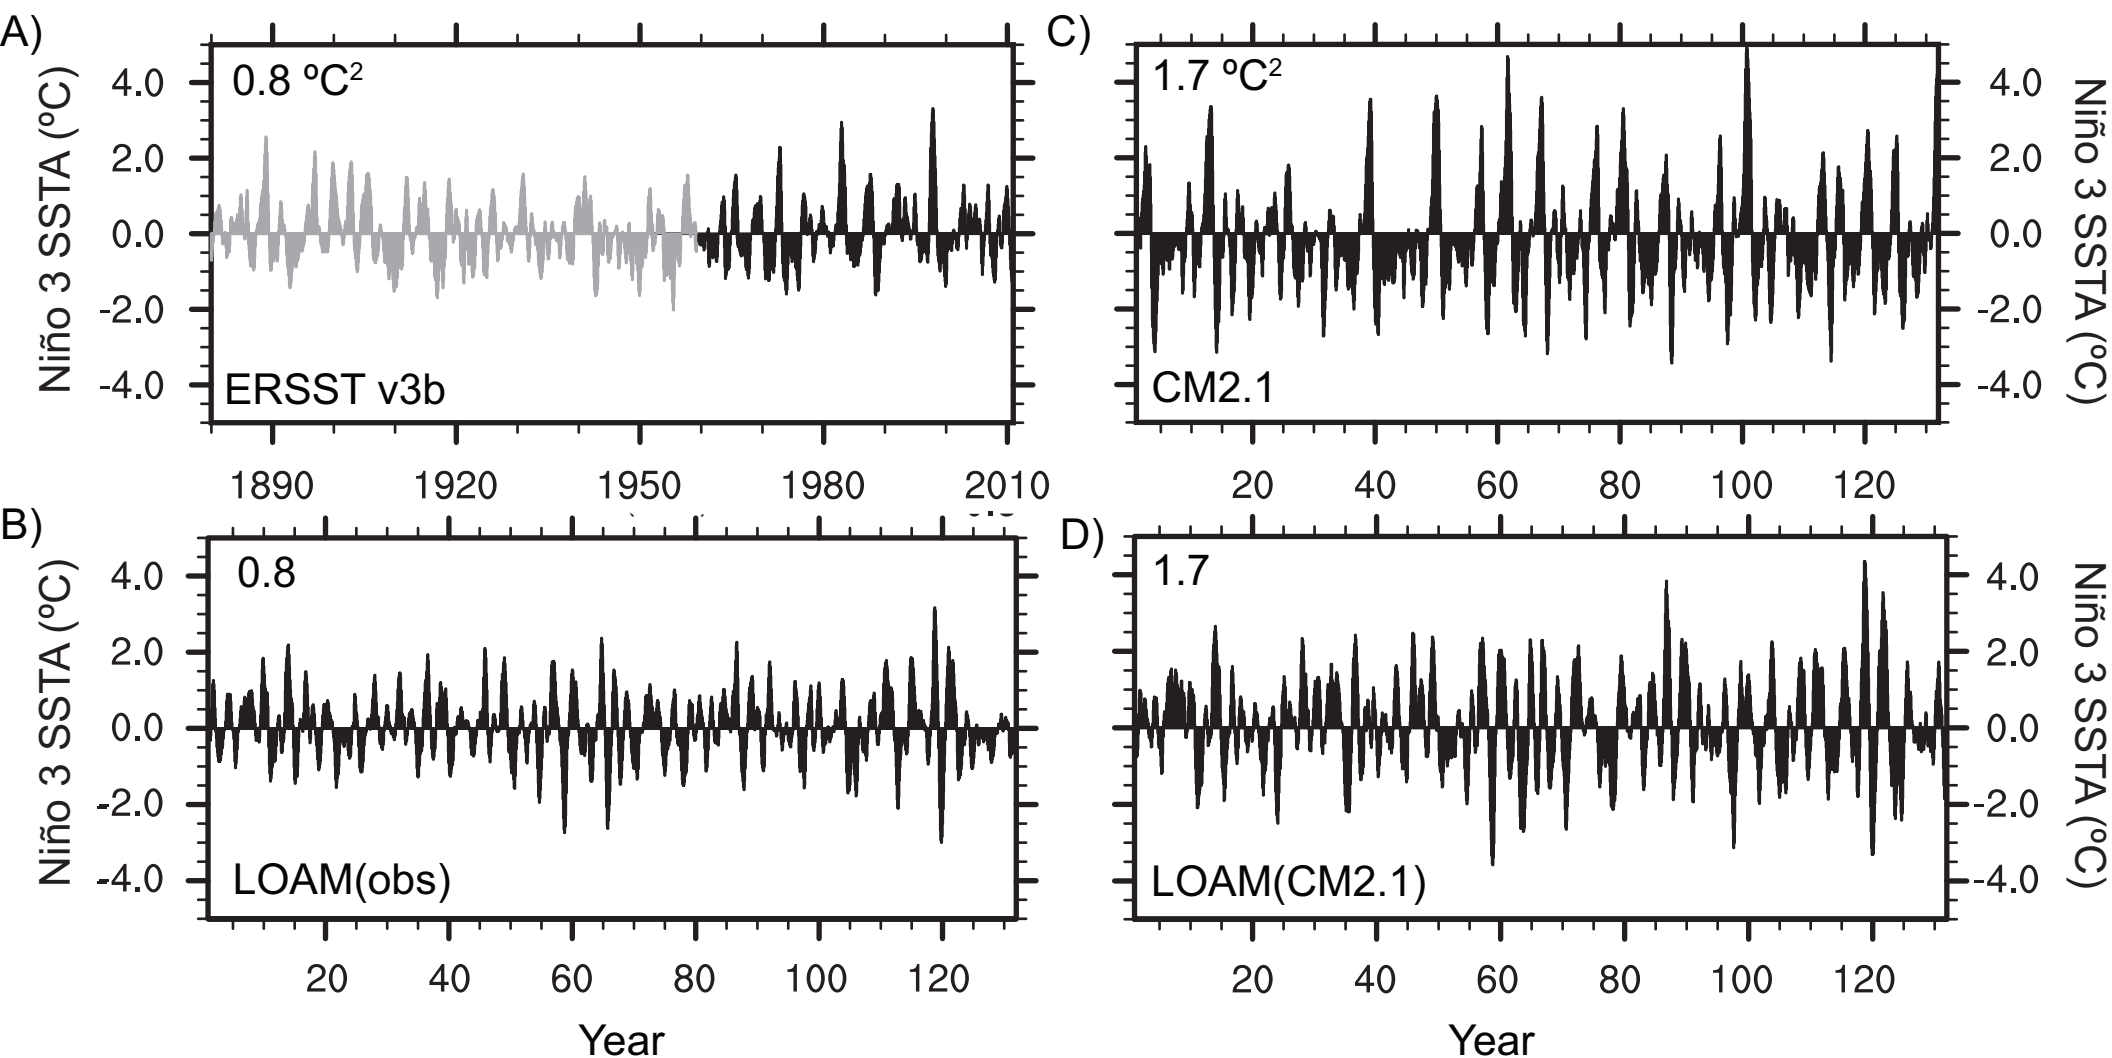 A)
Niño 3 SSTA (ºC)
4.0
2.0
0.0
-2.0
-4.0
0.8 ºC²
ERSST v3b
1890 1920 1950 1980 2010
C)
1.7 ºC²
CM2.1
4.0
2.0
0.0
-2.0
-4.0
Niño 3 SSTA (ºC)
20 40 60 80 100 120
B)
Niño 3 SSTA (ºC)
4.0
2.0
0.0
-2.0
-4.0
0.8
LOAM(obs)
20 40 60 80 100 120
Year
D)
1.7
LOAM(CM2.1)
4.0
2.0
0.0
-2.0
-4.0
Niño 3 SSTA (ºC)
20 40 60 80 100 120
Year